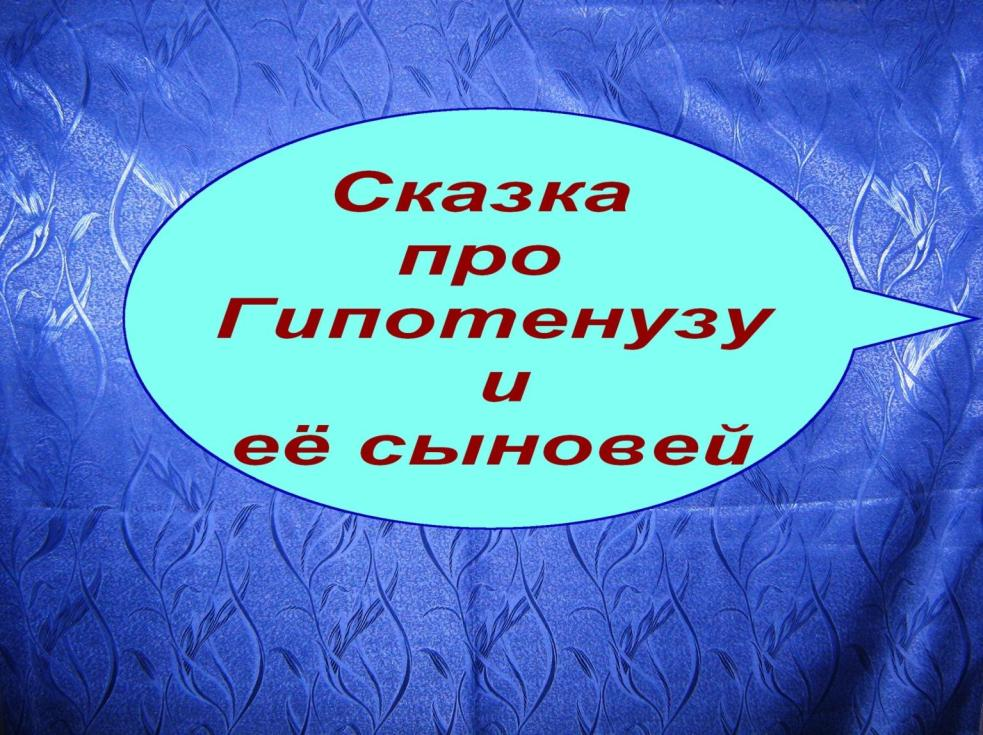 Сказка
про
Гипотенузу
и
её сыновей